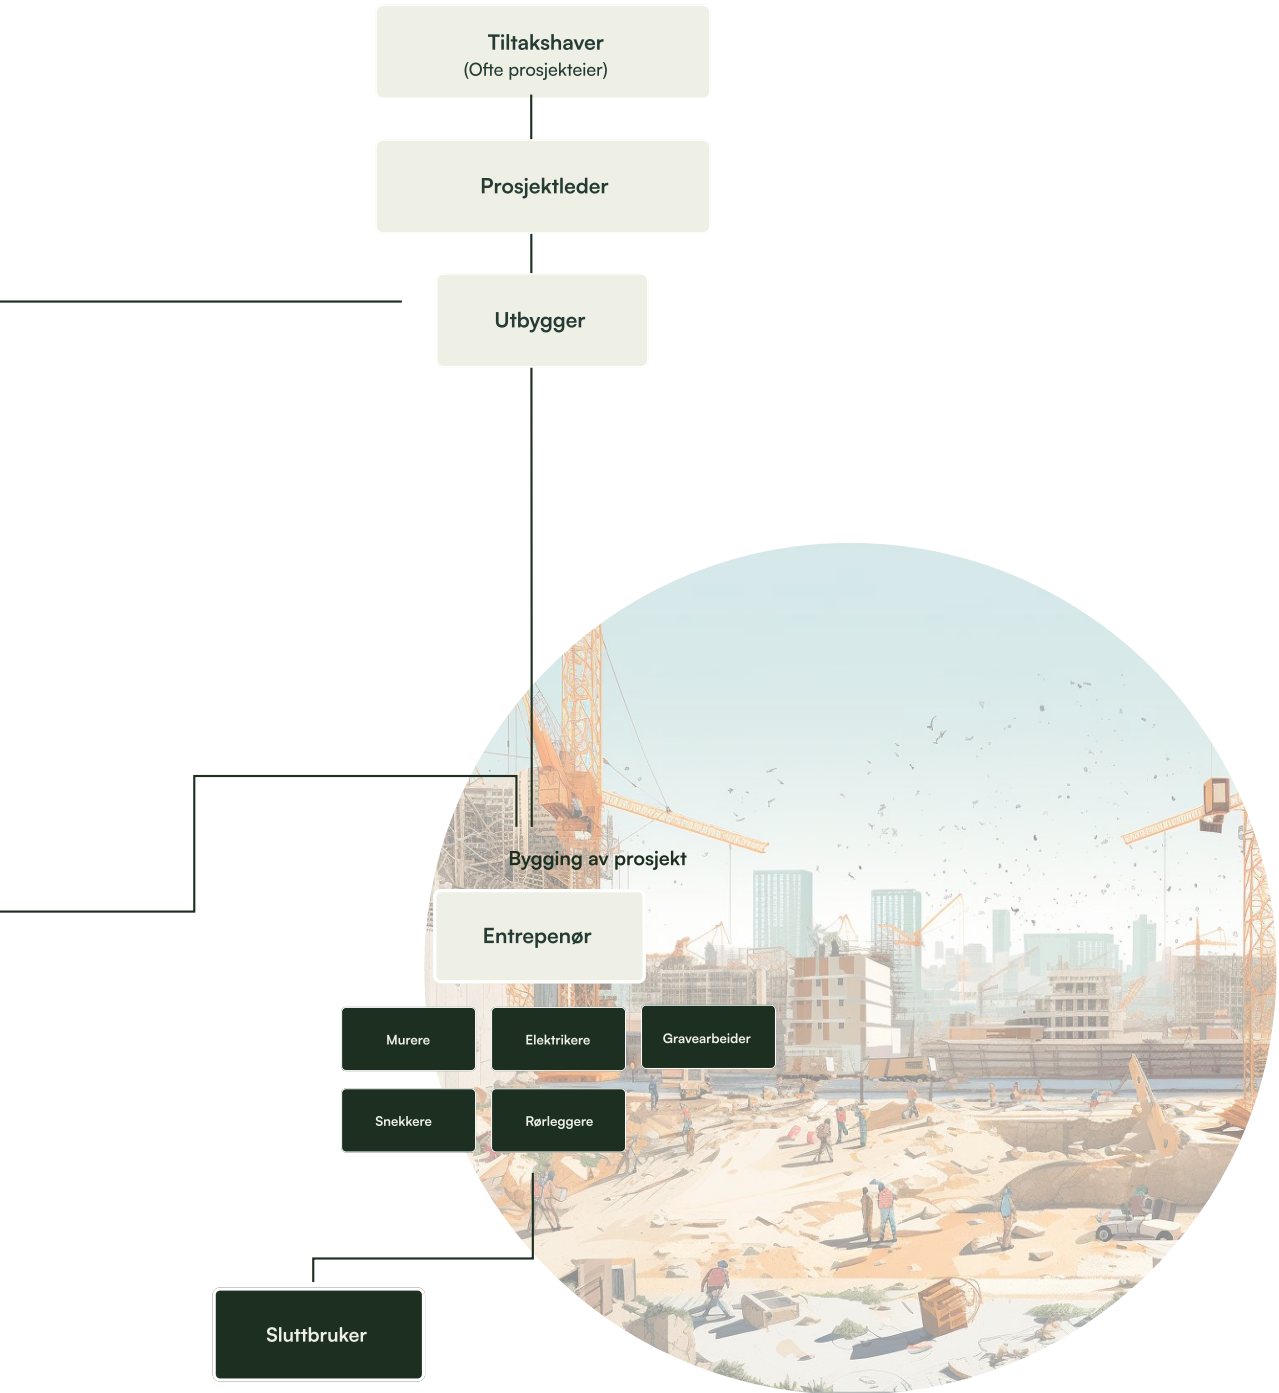 Tiltakshaver
(Ofte prosjekteier)
Prosjektleder
Utbygger
Bygging av prosjekt
Entrepenør
Murere
Elektrikere
Gravearbeider
Snekkere
Rørleggere
Sluttbruker